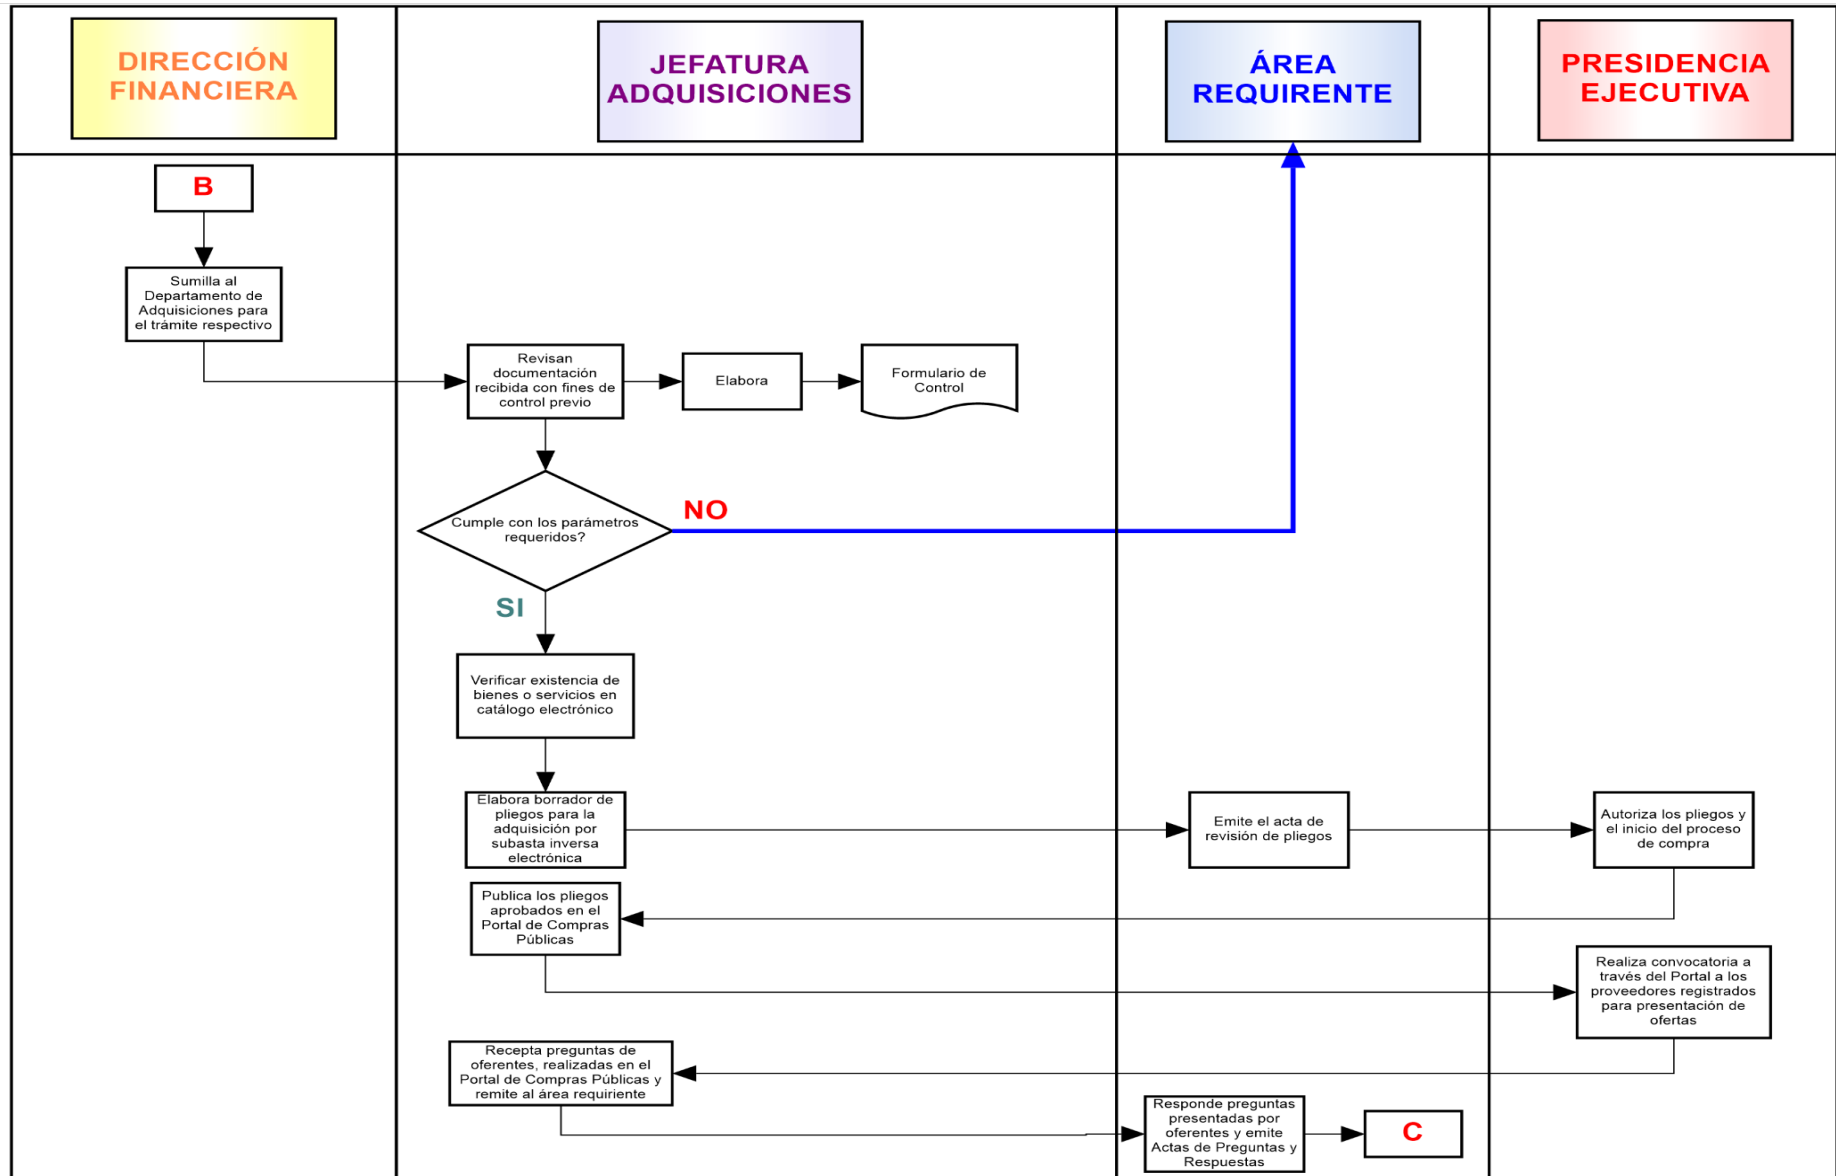 DIRECCIÓN
FINANCIERA
JEFATURA
ADQUISICIONES
ÁREA
REQUIRENTE
PRESIDENCIA
EJECUTIVA
B
Sumilla al
Departamento de
Adquisiciones para
el trámite respectivo
Revisan
documentación
recibida con fines de
control previo
Elabora
Formulario de
Control
Cumple con los parámetros
requeridos?
NO
SI
Verificar existencia de
bienes o servicios en
catálogo electrónico
Elabora borrador de
pliegos para la
adquisición por
subasta inversa
electrónica
Emite el acta de
revisión de pliegos
Autoriza los pliegos y
el inicio del proceso
de compra
Publica los pliegos
aprobados en el
Portal de Compras
Públicas
Realiza convocatoria a
través del Portal a los
proveedores registrados
para presentación de
ofertas
Recepta preguntas de
oferentes, realizadas en el
Portal de Compras Públicas y
remite al área requiriente
Responde preguntas
presentadas por
oferentes y emite
Actas de Preguntas y
Respuestas
C